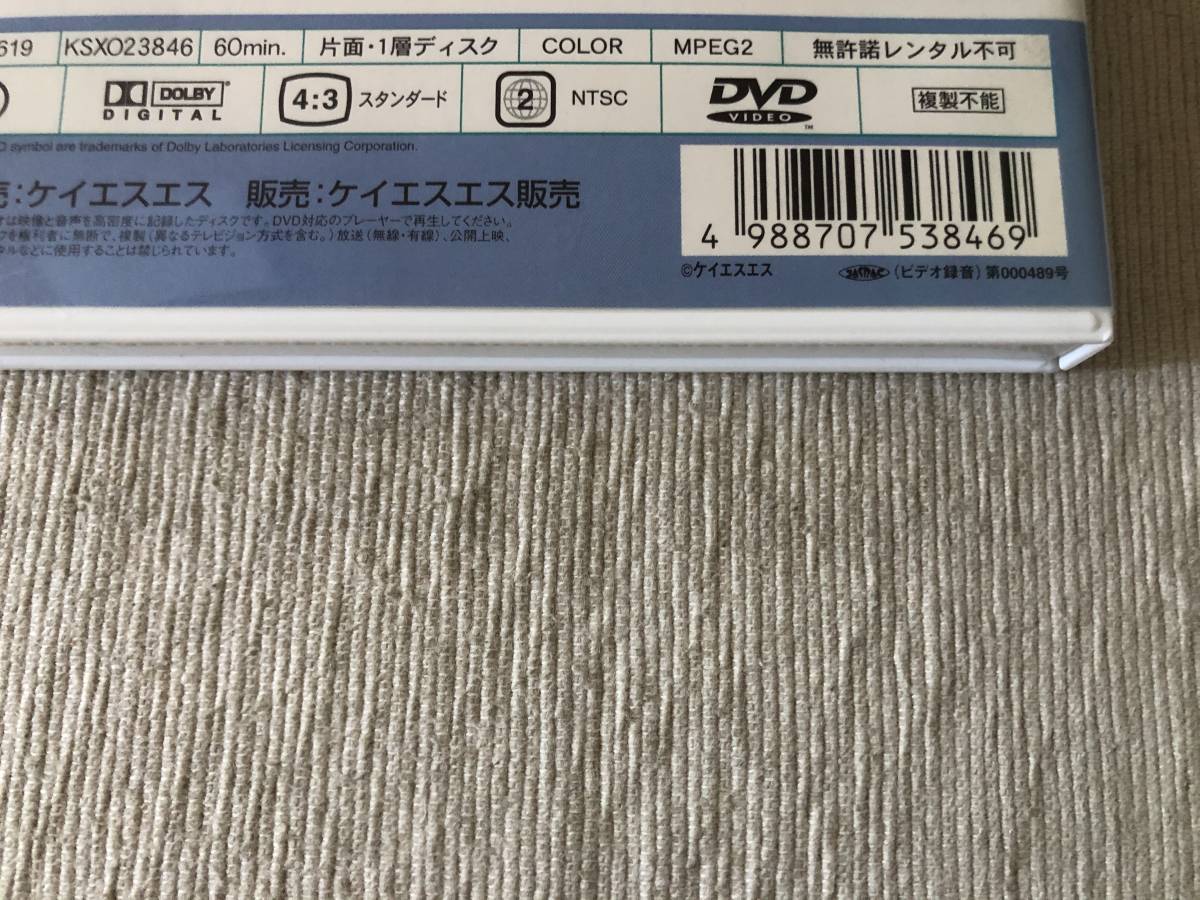 619 KSXO23846 60min. 片面・1層ディスク COLOR MPEG2 無許諾レンタル不可
DOLBY DIGITAL 4:3 スタンダード 2 NTSC DVD VIDEO TM 複製不能
D symbol are trademarks of Dolby Laboratories Licensing Corporation.
売:ケイエスエス 販売:ケイエスエス販売
オは映像と音声を高密度に記録したディスクです。DVD対応のプレーヤーで再生してください。
クを権利者に無断で、複製(異なるテレビジョン方式を含む。)放送(無線・有線)、公開上映、
タルなどに使用することは禁じられています。
4 988707 538469
©ケイエスエス (ビデオ録音)第000489号